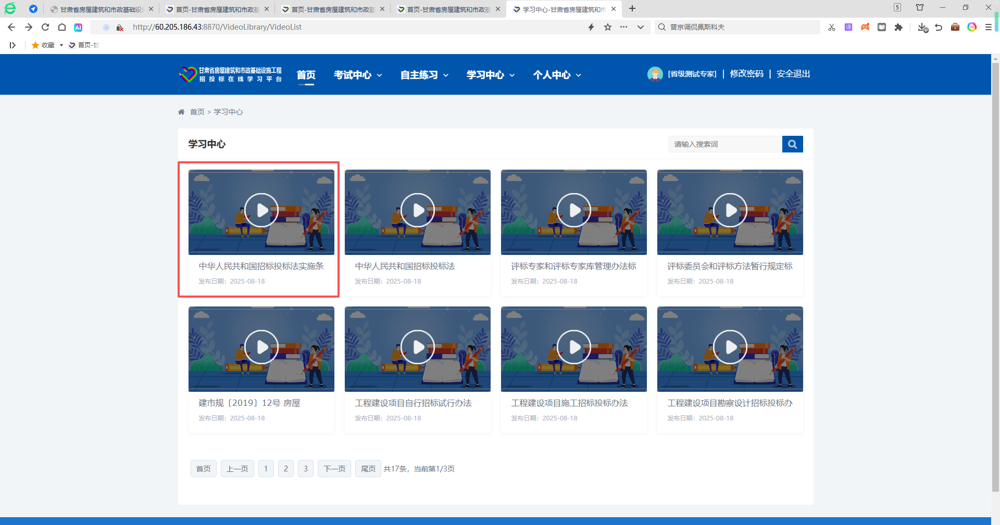 甘肃省房屋建筑和市政基础设
首页-甘肃省房屋建筑和市政基
首页-甘肃省房屋建筑和市政基
首页-甘肃省房屋建筑和市政基
学习中心-甘肃省房屋建筑和市
5
AI
http://60.205.186.43:8870/VideoLibrary/VideoList
普京调侃佩斯科夫
译
收藏
首页-甘
甘肃省房屋建筑和市政基础设施工程
招投标在线学习平台
首页
考试中心
自主练习
学习中心
个人中心
[省级测试专家] | 修改密码 | 安全退出
首页 > 学习中心
学习中心
请输入搜索词
中华人民共和国招标投标法实施条
发布日期：2025-08-18
中华人民共和国招标投标法
发布日期：2025-08-18
评标专家和评标专家库管理办法标
发布日期：2025-08-18
评标委员会和评标方法暂行规定标
发布日期：2025-08-18
建市规〔2019〕12号 房屋
发布日期：2025-08-18
工程建设项目自行招标试行办法
发布日期：2025-08-18
工程建设项目施工招标投标办法
发布日期：2025-08-18
工程建设项目勘察设计招标投标办
发布日期：2025-08-18
首页 上一页 1 2 3 下一页 尾页 共17条，当前第1/3页